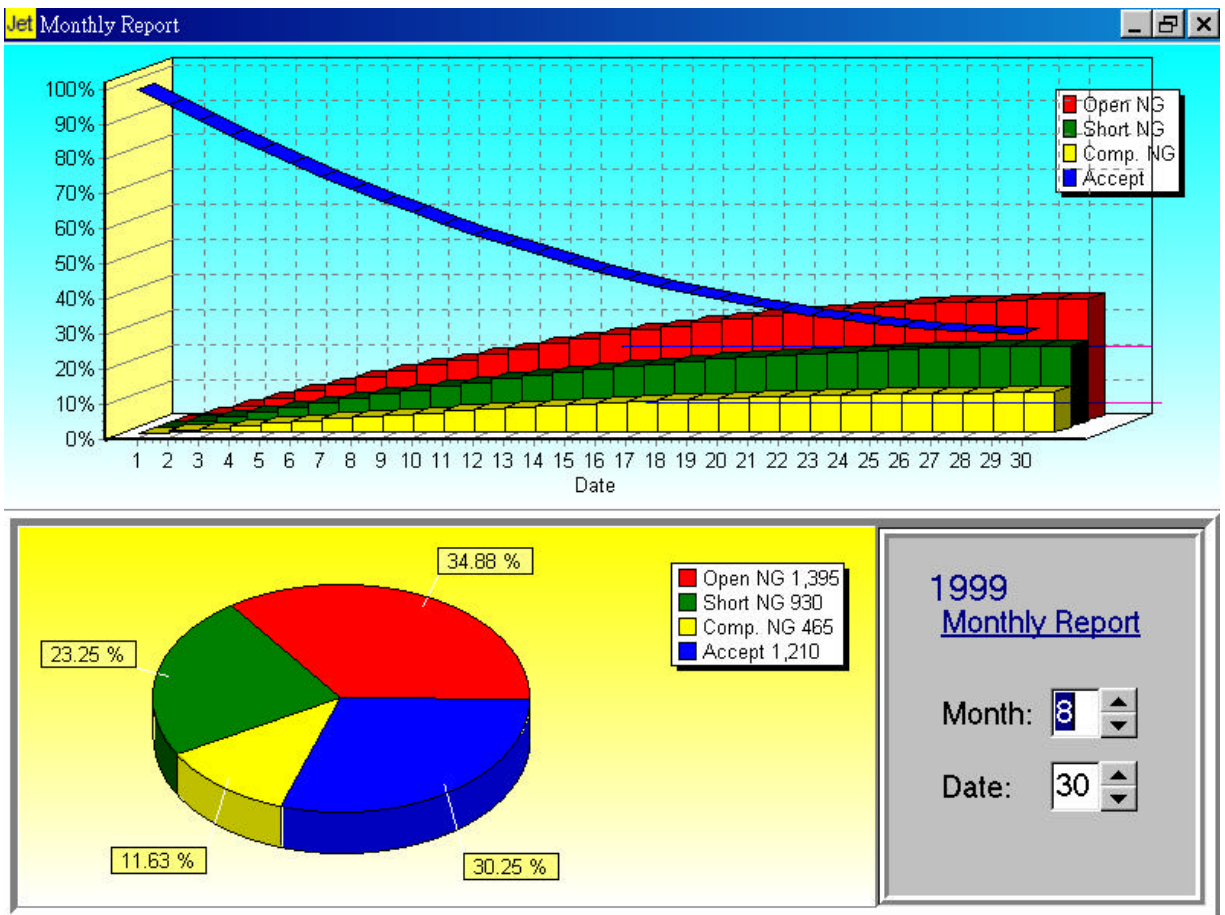 Jet Monthly Report
100%
90%
80%
70%
60%
50%
40%
30%
20%
10%
0%
Open NG
Short NG
Comp. NG
Accept
1 2 3 4 5 6 7 8 9 10 11 12 13 14 15 16 17 18 19 20 21 22 23 24 25 26 27 28 29 30
Date
34.88 %
23.25 %
11.63 %
30.25 %
Open NG 1,395
Short NG 930
Comp. NG 465
Accept 1,210
1999
Monthly Report
Month: 8
Date: 30